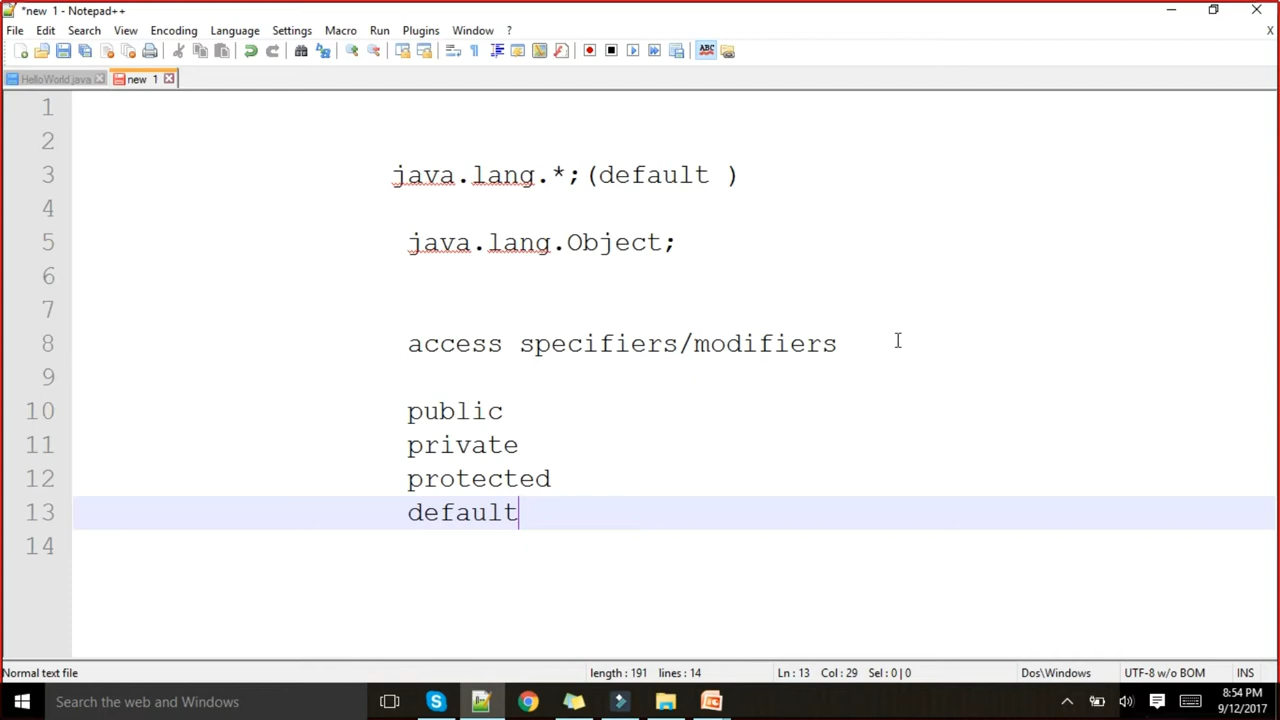 *new 1 - Notepad++
File Edit Search View Encoding Language Settings Macro Run Plugins Window ? X
ABC
HelloWorld.java new 1
1
2
3 java.lang.*;(default )
4
5 java.lang.Object;
6
7
8 access specifiers/modifiers
9
10 public
11 private
12 protected
13 default
14
Normal text file length : 191 lines : 14 Ln : 13 Col : 29 Sel : 0 | 0 Dos\Windows UTF-8 w/o BOM INS
Search the web and Windows
8:54 PM
9/12/2017